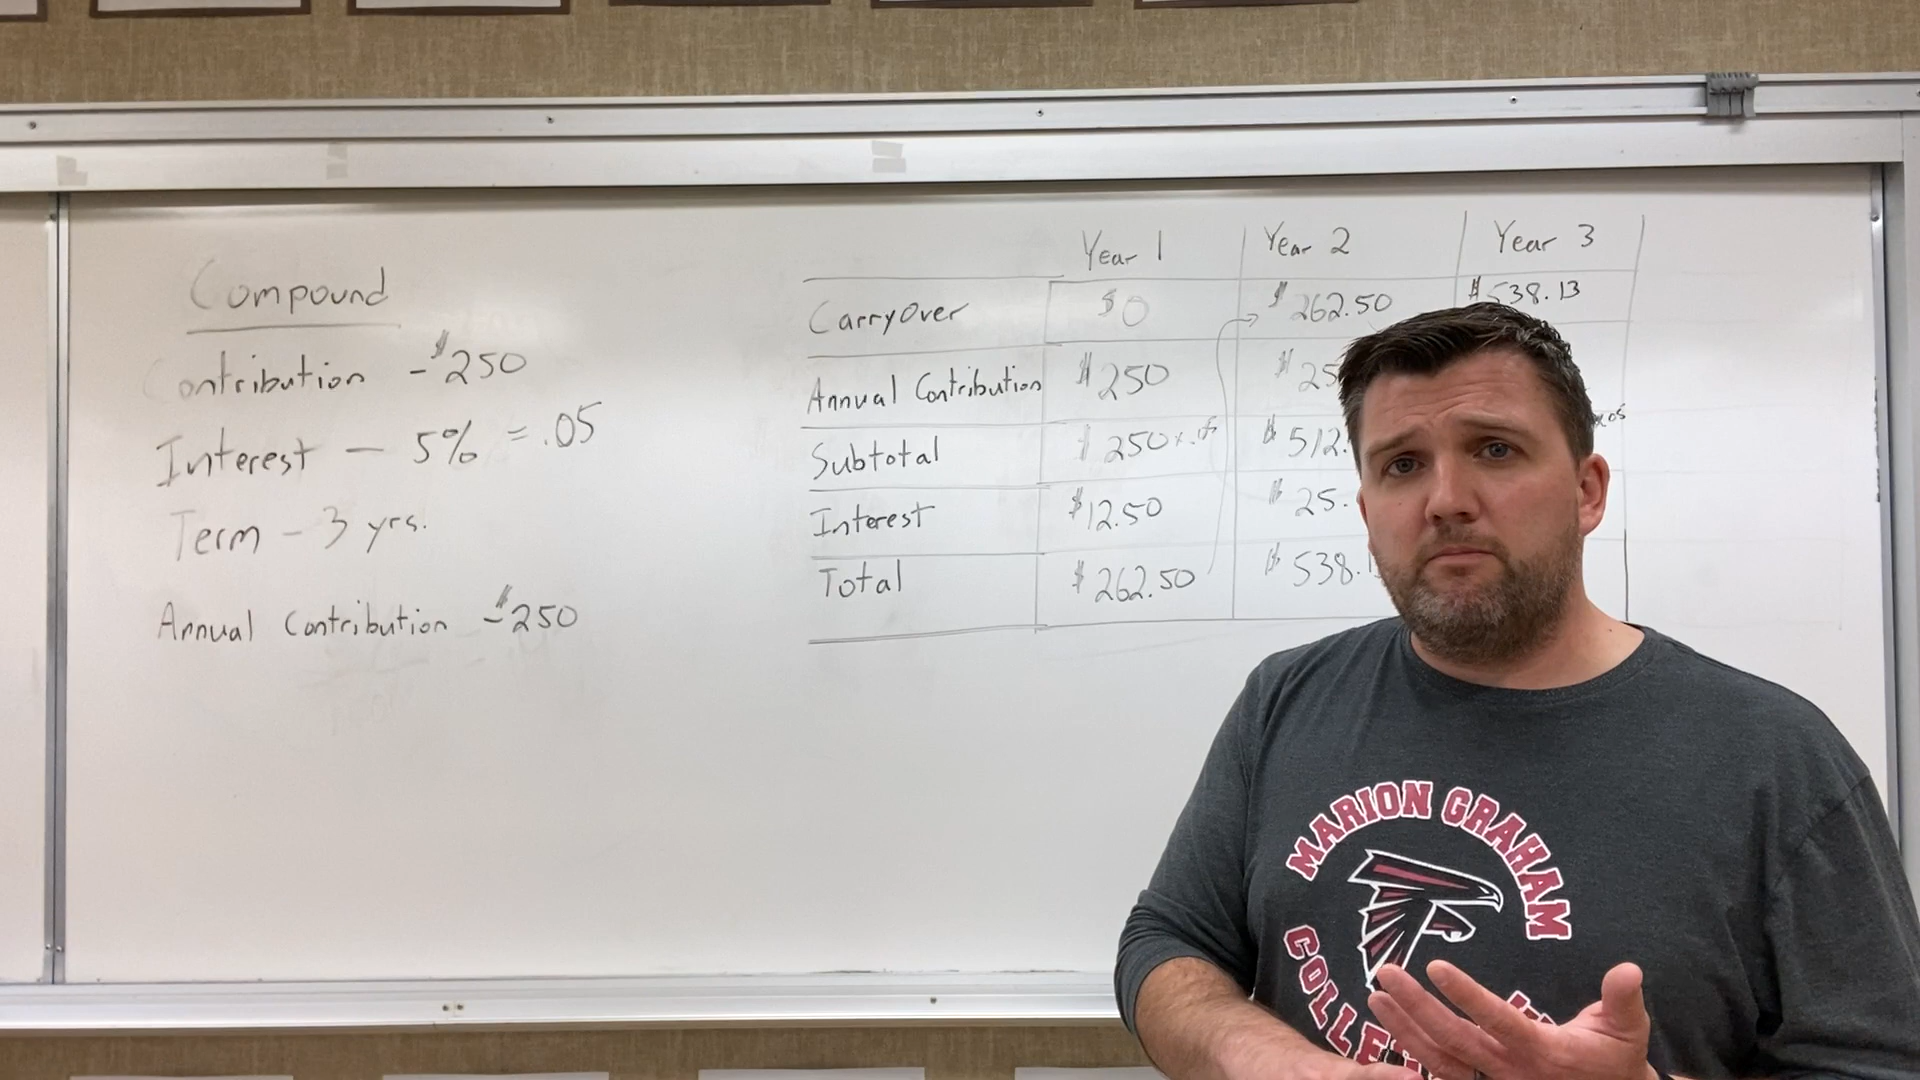 Compound
Contribution - $250
Interest - 5% = .05
Term - 3 yrs.
Annual Contribution - $250
Year 1 Year 2 Year 3
CarryOver $0 $262.50 $538.13
Annual Contribution $250 $25
Subtotal $250 x .05 $512. x.05
Interest $12.50 $25.
Total $262.50 $538.1
MARION GRAHAM